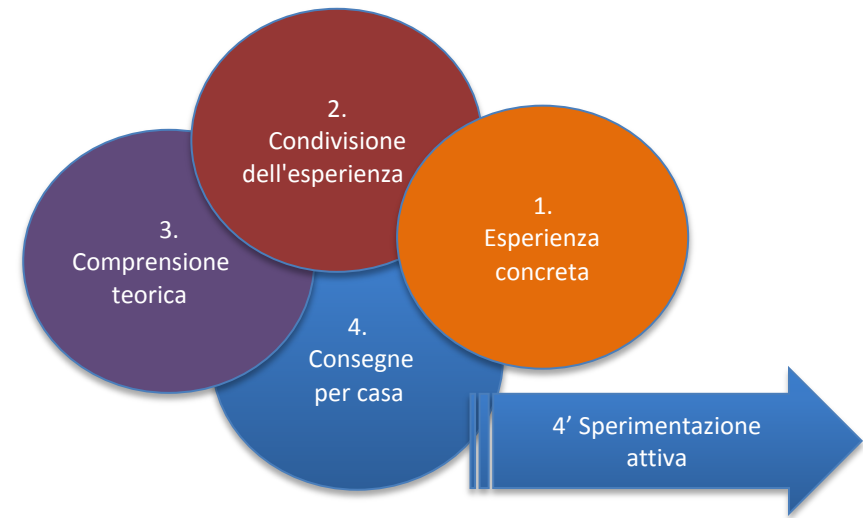 1.
Esperienza
concreta
2.
Condivisione
dell'esperienza
3.
Comprensione
teorica
4.
Consegne
per casa
4’ Sperimentazione
attiva